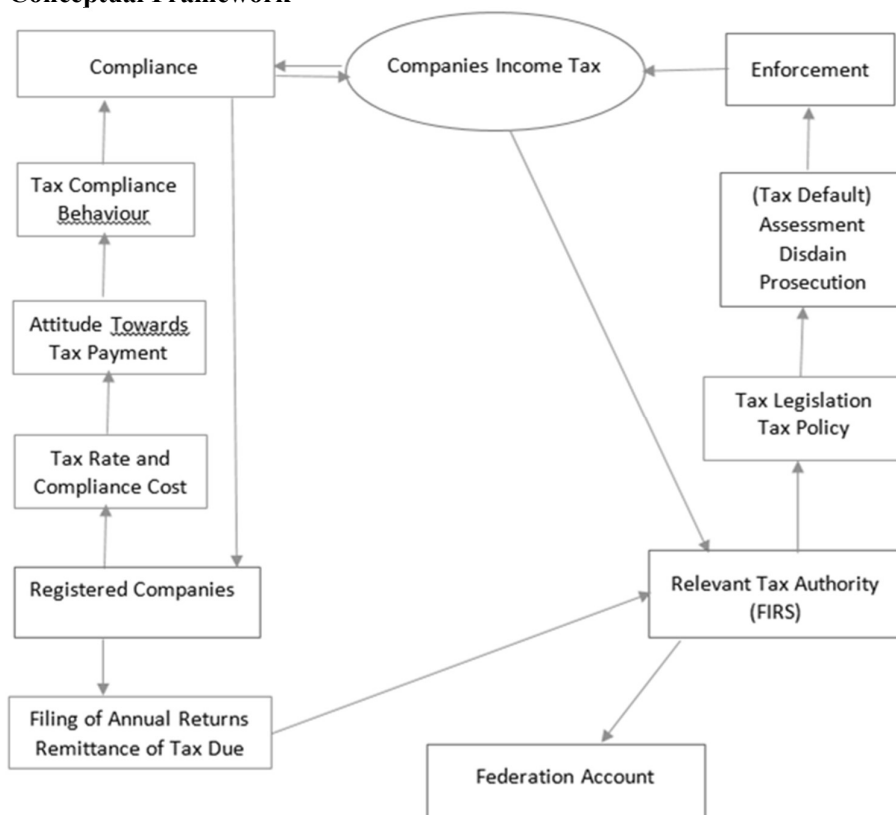 Conceptual Framework
Compliance
Companies Income Tax
Enforcement
Tax Compliance
Behaviour
(Tax Default)
Assessment
Disdain
Prosecution
Attitude Towards
Tax Payment
Tax Legislation
Tax Policy
Tax Rate and
Compliance Cost
Registered Companies
Relevant Tax Authority
(FIRS)
Filing of Annual Returns
Remittance of Tax Due
Federation Account